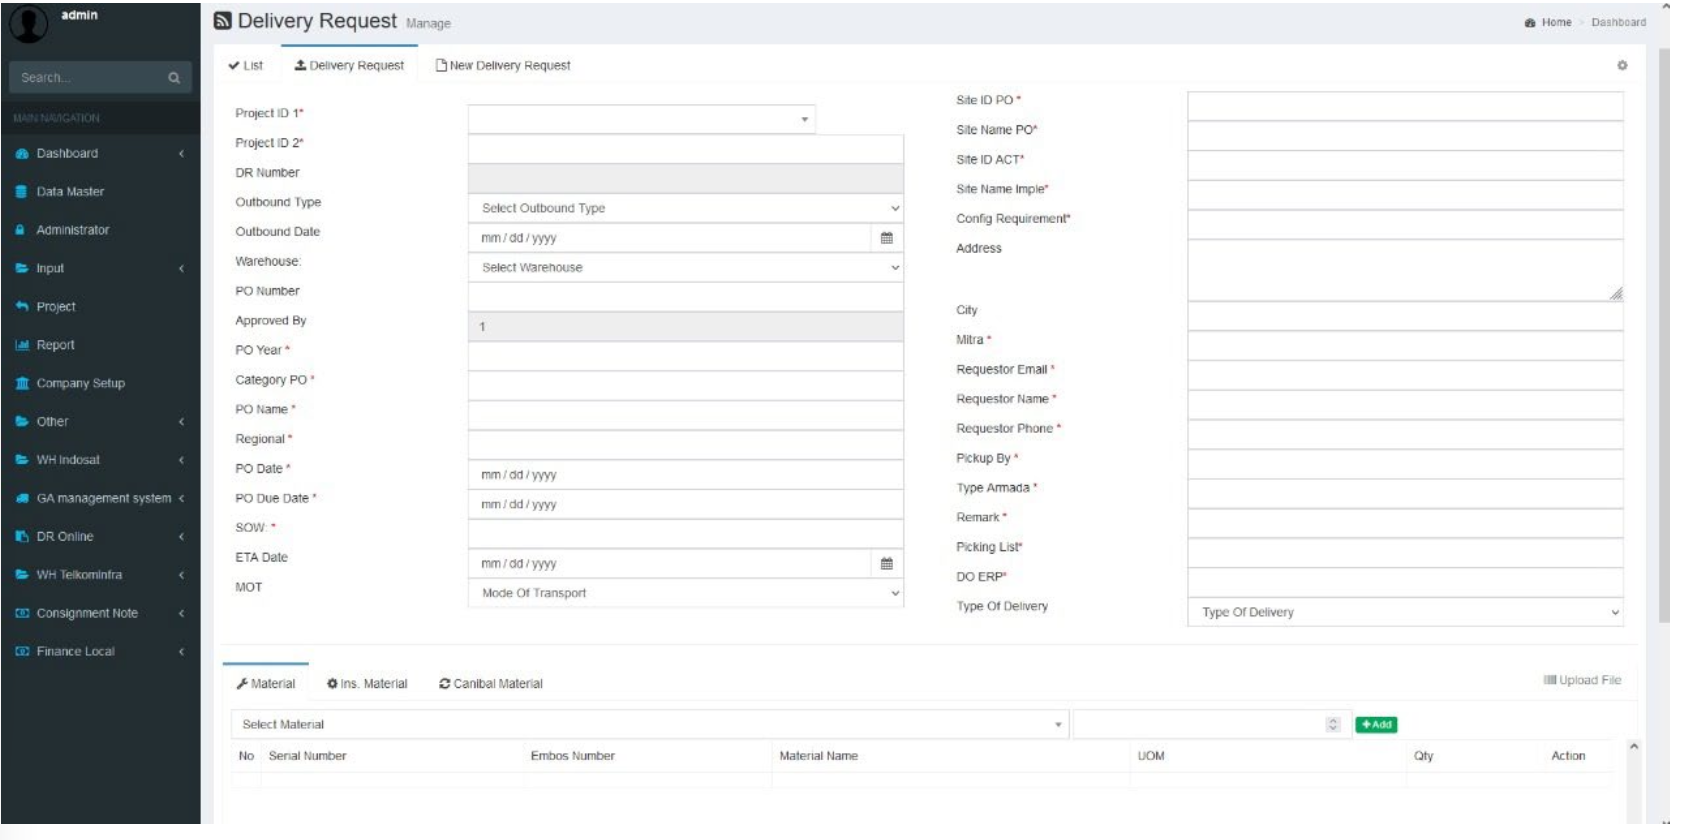 admin
Search...
MAIN NAVIGATION
Dashboard
Data Master
Administrator
Input
Project
Report
Company Setup
Other
WH Indosat
GA management system
DR Online
WH TelkomInfra
Consignment Note
Finance Local
Delivery Request Manage
Home > Dashboard
List
Delivery Request
New Delivery Request
Project ID 1*
Project ID 2*
DR Number
Outbound Type
Select Outbound Type
Outbound Date
mm / dd / yyyy
Warehouse:
Select Warehouse
PO Number
Approved By
1
PO Year *
Category PO *
PO Name *
Regional *
PO Date *
mm / dd / yyyy
PO Due Date *
mm / dd / yyyy
SOW: *
ETA Date
mm / dd / yyyy
MOT
Mode Of Transport
Site ID PO *
Site Name PO*
Site ID ACT*
Site Name Imple*
Config Requirement*
Address
City
Mitra *
Requestor Email *
Requestor Name *
Requestor Phone *
Pickup By *
Type Armada *
Remark *
Picking List*
DO ERP*
Type Of Delivery
Type Of Delivery
Material
Ins. Material
Canibal Material
Upload File
Select Material
Add
No
Serial Number
Embos Number
Material Name
UOM
Qty
Action